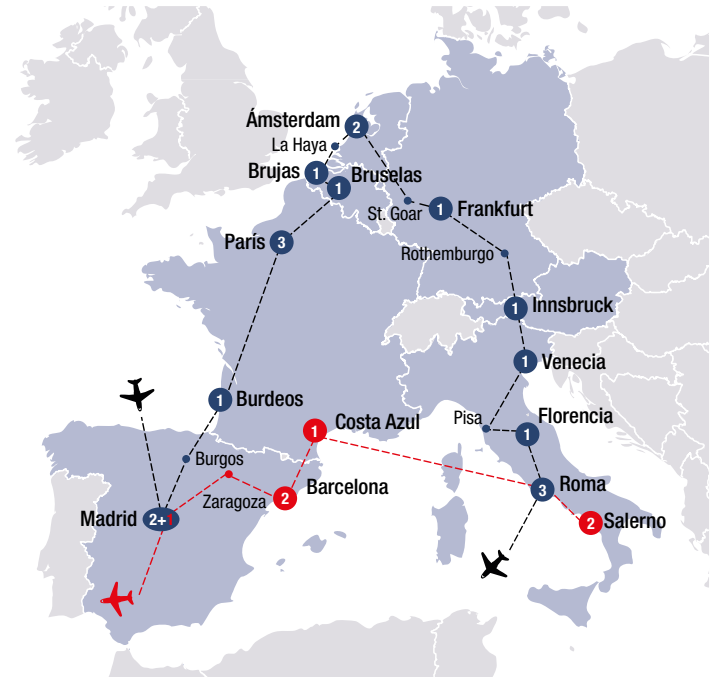 Ámsterdam
2
La Haya
Brujas
1
Bruselas
1
St. Goar
1
Frankfurt
París
3
Rothemburgo
1
Innsbruck
1
Venecia
1
Burdeos
Costa Azul
1
Pisa
Florencia
1
Burgos
Zaragoza
2
Barcelona
3
Roma
Madrid
2+1
2
Salerno